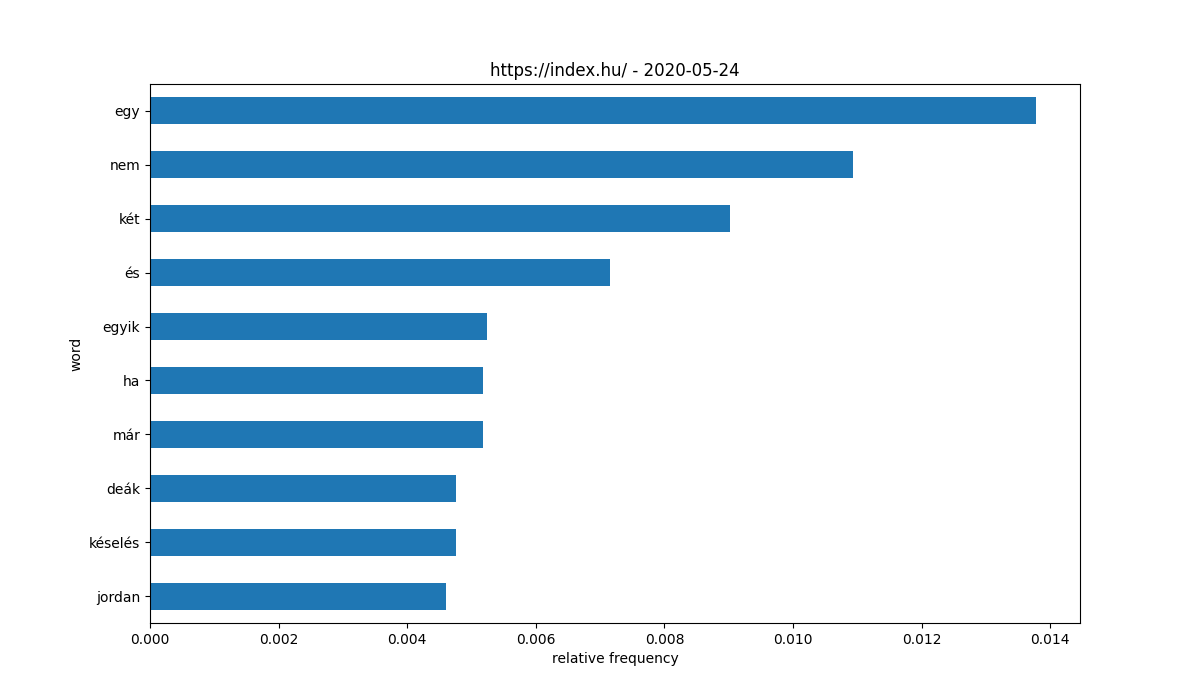 https://index.hu/ - 2020-05-24
egy
nem
két
és
egyik
ha
már
deák
késelés
jordan
word
0.000 0.002 0.004 0.006 0.008 0.010 0.012 0.014
relative frequency